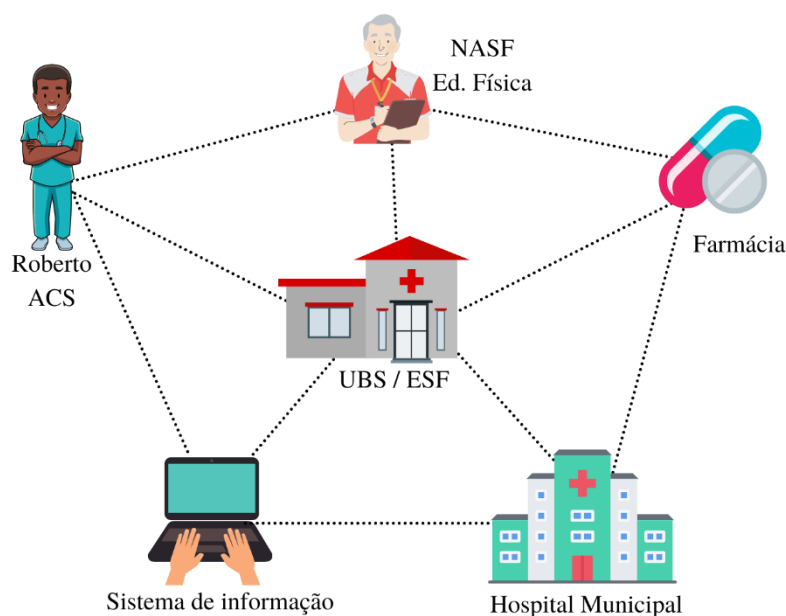 NASF
Ed. Física
Roberto
ACS
Farmácia
UBS / ESF
Sistema de informação
Hospital Municipal